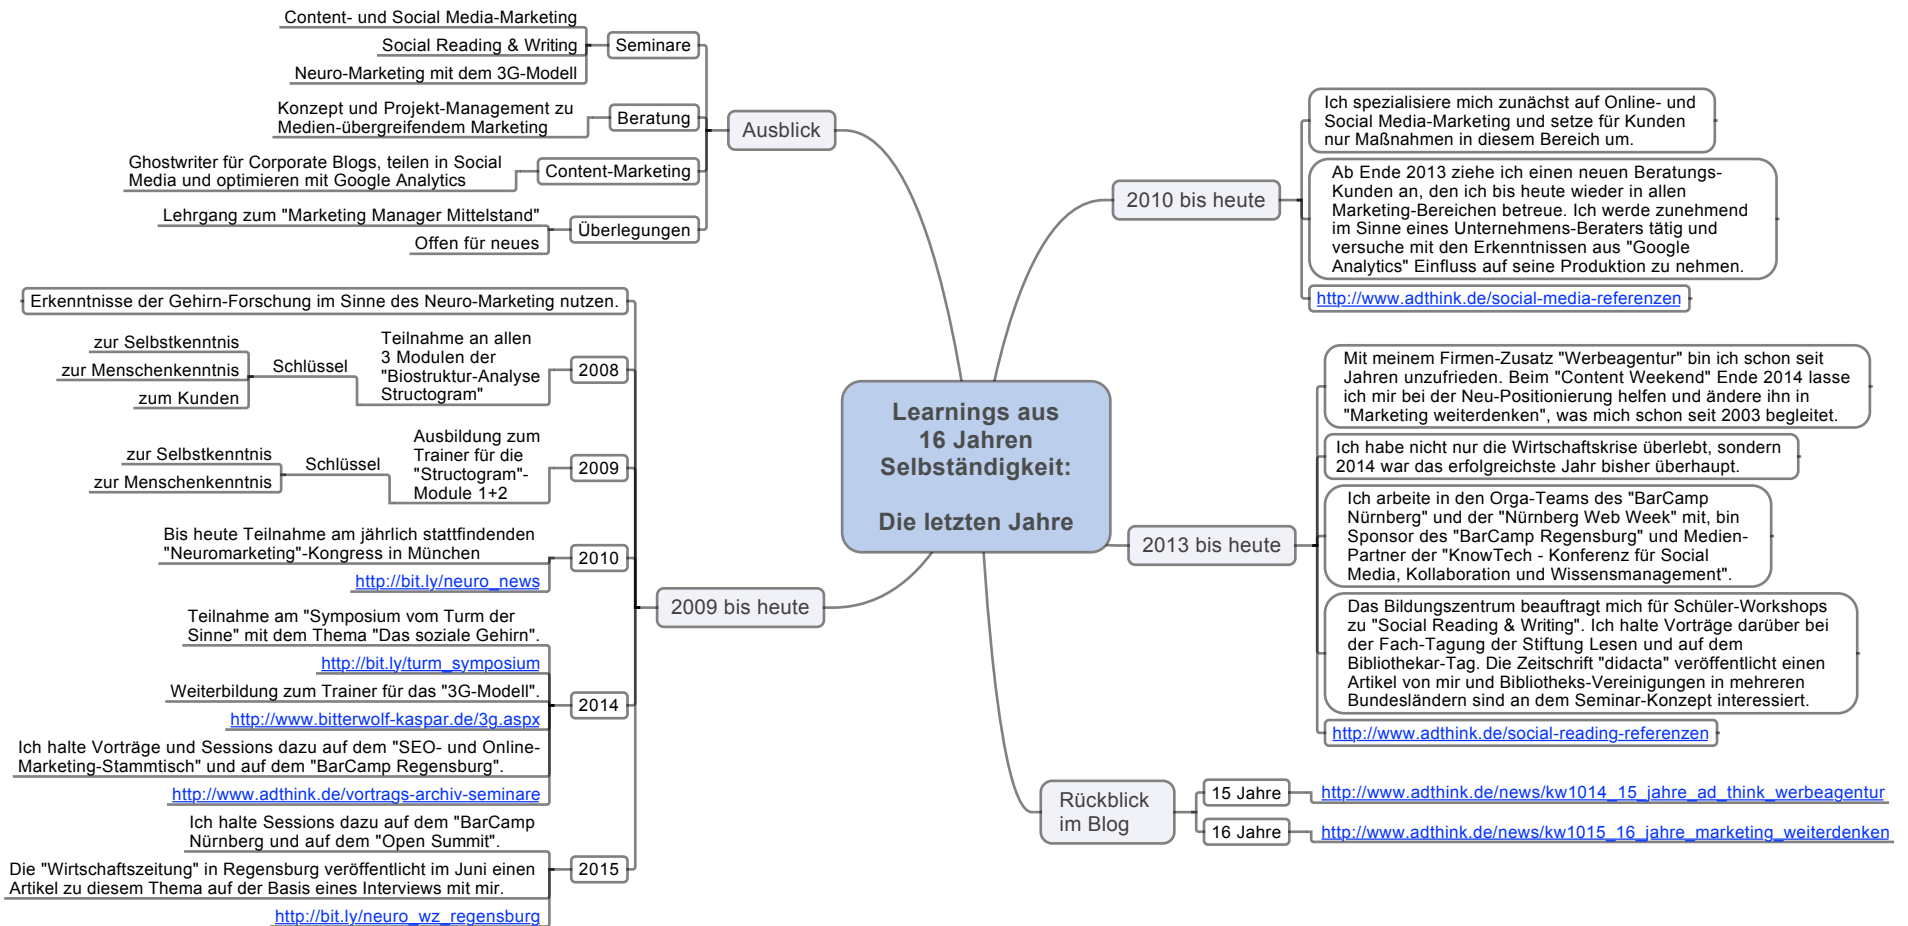 Learnings aus
16 Jahren
Selbständigkeit:
Die letzten Jahre
2010 bis heute
Ich spezialisiere mich zunächst auf Online- und
Social Media-Marketing und setze für Kunden
nur Maßnahmen in diesem Bereich um.
Ab Ende 2013 ziehe ich einen neuen Beratungs-
Kunden an, den ich bis heute wieder in allen
Marketing-Bereichen betreue. Ich werde zunehmend
im Sinne eines Unternehmens-Beraters tätig und
versuche mit den Erkenntnissen aus "Google
Analytics" Einfluss auf seine Produktion zu nehmen.
http://www.adthink.de/social-media-referenzen
2013 bis heute
Mit meinem Firmen-Zusatz "Werbeagentur" bin ich schon seit
Jahren unzufrieden. Beim "Content Weekend" Ende 2014 lasse
ich mir bei der Neu-Positionierung helfen und ändere ihn in
"Marketing weiterdenken", was mich schon seit 2003 begleitet.
Ich habe nicht nur die Wirtschaftskrise überlebt, sondern
2014 war das erfolgreichste Jahr bisher überhaupt.
Ich arbeite in den Orga-Teams des "BarCamp
Nürnberg" und der "Nürnberg Web Week" mit, bin
Sponsor des "BarCamp Regensburg" und Medien-
Partner der "KnowTech - Konferenz für Social
Media, Kollaboration und Wissensmanagement".
Das Bildungszentrum beauftragt mich für Schüler-Workshops
zu "Social Reading & Writing". Ich halte Vorträge darüber bei
der Fach-Tagung der Stiftung Lesen und auf dem
Bibliothekar-Tag. Die Zeitschrift "didacta" veröffentlicht einen
Artikel von mir und Bibliotheks-Vereinigungen in mehreren
Bundesländern sind an dem Seminar-Konzept interessiert.
http://www.adthink.de/social-reading-referenzen
Rückblick
im Blog
15 Jahre
http://www.adthink.de/news/kw1014_15_jahre_ad_think_werbeagentur
16 Jahre
http://www.adthink.de/news/kw1015_16_jahre_marketing_weiterdenken
2009 bis heute
Erkenntnisse der Gehirn-Forschung im Sinne des Neuro-Marketing nutzen.
2008
Teilnahme an allen
3 Modulen der
"Biostruktur-Analyse
Structogram"
Schlüssel
zur Selbstkenntnis
zur Menschenkenntnis
zum Kunden
2009
Ausbildung zum
Trainer für die
"Structogram"-
Module 1+2
Schlüssel
zur Selbstkenntnis
zur Menschenkenntnis
2010
Bis heute Teilnahme am jährlich stattfindenden
"Neuromarketing"-Kongress in München
http://bit.ly/neuro_news
2014
Teilnahme am "Symposium vom Turm der
Sinne" mit dem Thema "Das soziale Gehirn".
http://bit.ly/turm_symposium
Weiterbildung zum Trainer für das "3G-Modell".
http://www.bitterwolf-kaspar.de/3g.aspx
Ich halte Vorträge und Sessions dazu auf dem "SEO- und Online-
Marketing-Stammtisch" und auf dem "BarCamp Regensburg".
http://www.adthink.de/vortrags-archiv-seminare
2015
Ich halte Sessions dazu auf dem "BarCamp
Nürnberg und auf dem "Open Summit".
Die "Wirtschaftszeitung" in Regensburg veröffentlicht im Juni einen
Artikel zu diesem Thema auf der Basis eines Interviews mit mir.
http://bit.ly/neuro_wz_regensburg
Ausblick
Seminare
Content- und Social Media-Marketing
Social Reading & Writing
Neuro-Marketing mit dem 3G-Modell
Beratung
Konzept und Projekt-Management zu
Medien-übergreifendem Marketing
Content-Marketing
Ghostwriter für Corporate Blogs, teilen in Social
Media und optimieren mit Google Analytics
Überlegungen
Lehrgang zum "Marketing Manager Mittelstand"
Offen für neues